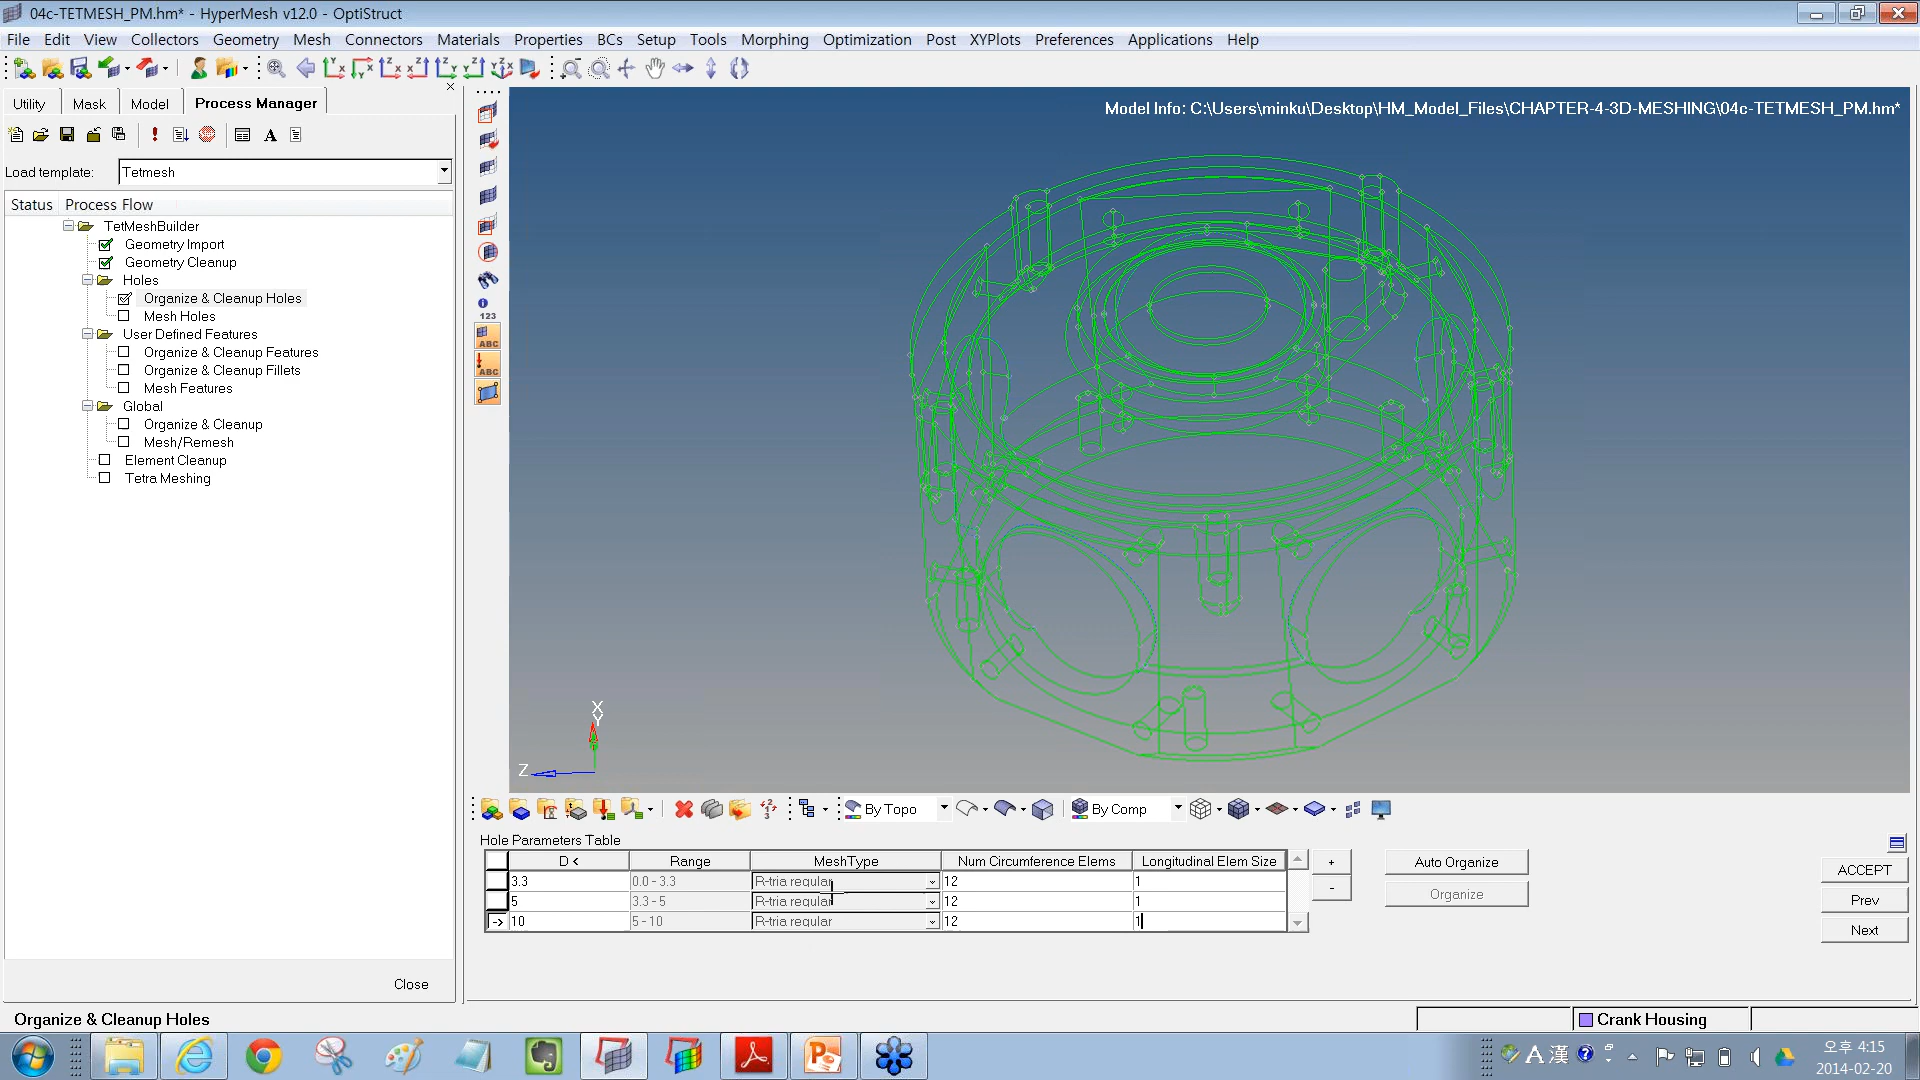 04c-TETMESH_PM.hm* - HyperMesh v12.0 - OptiStruct
File Edit View Collectors Geometry Mesh Connectors Materials Properties BCs Setup Tools Morphing Optimization Post XYPlots Preferences Applications Help
Utility Mask Model Process Manager
Load template: Tetmesh
Status Process Flow
TetMeshBuilder
Geometry Import
Geometry Cleanup
Holes
Organize & Cleanup Holes
Mesh Holes
User Defined Features
Organize & Cleanup Features
Organize & Cleanup Fillets
Mesh Features
Global
Organize & Cleanup
Mesh/Remesh
Element Cleanup
Tetra Meshing
Close
123
ABC
ABC
Model Info: C:\Users\minku\Desktop\HM_Model_Files\CHAPTER-4-3D-MESHING\04c-TETMESH_PM.hm*
X
Y
Z
By Topo By Comp
Hole Parameters Table
D < Range MeshType Num Circumference Elems Longitudinal Elem Size
3.3 0.0 - 3.3 R-tria regular 12 1
5 3.3 - 5 R-tria regular 12 1
-> 10 5 - 10 R-tria regular 12 1
+
-
Auto Organize
Organize
ACCEPT
Prev
Next
Organize & Cleanup Holes
Crank Housing
A 漢
오후 4:15
2014-02-20